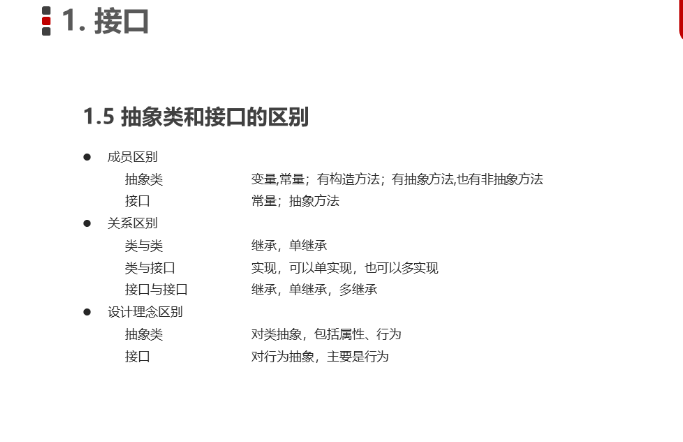 1. 接口
1.5 抽象类和接口的区别
● 成员区别
抽象类 变量,常量；有构造方法；有抽象方法,也有非抽象方法
接口 常量；抽象方法
● 关系区别
类与类 继承，单继承
类与接口 实现，可以单实现，也可以多实现
接口与接口 继承，单继承，多继承
● 设计理念区别
抽象类 对类抽象，包括属性、行为
接口 对行为抽象，主要是行为